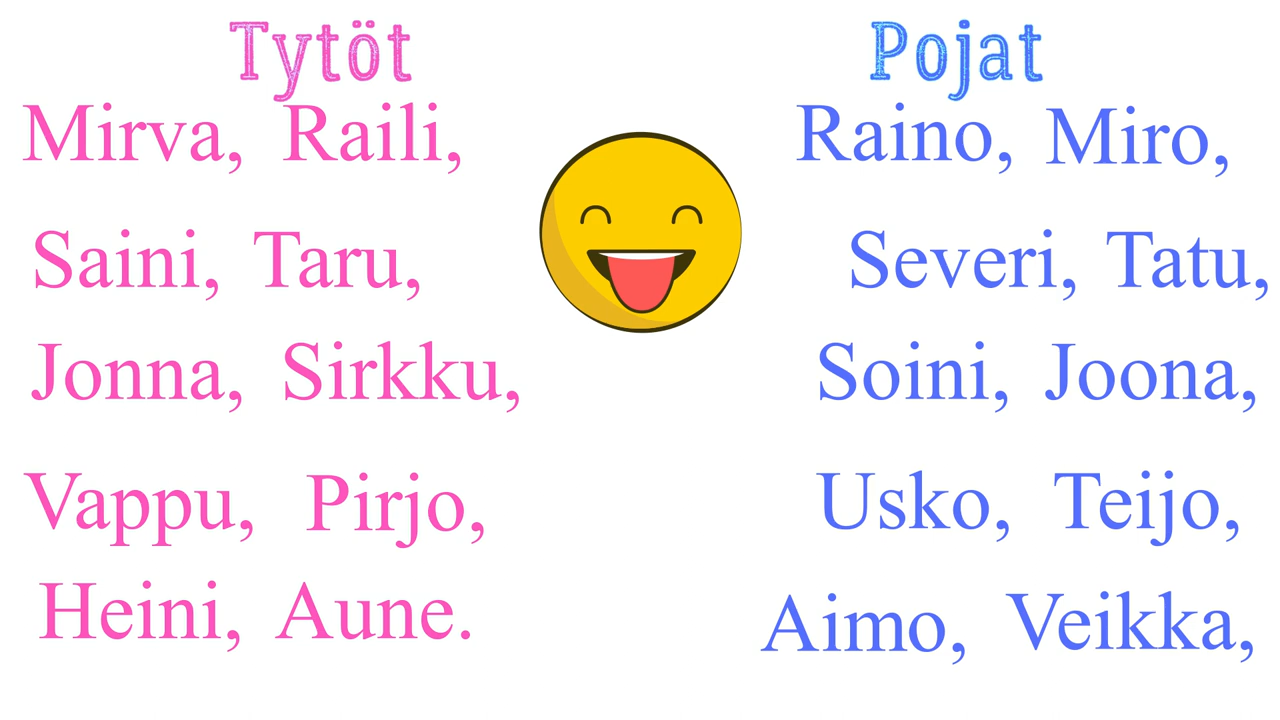 Tytöt
Mirva, Raili,
Saini, Taru,
Jonna, Sirkku,
Vappu, Pirjo,
Heini, Aune.
Pojat
Raino, Miro,
Severi, Tatu,
Soini, Joona,
Usko, Teijo,
Aimo, Veikka,